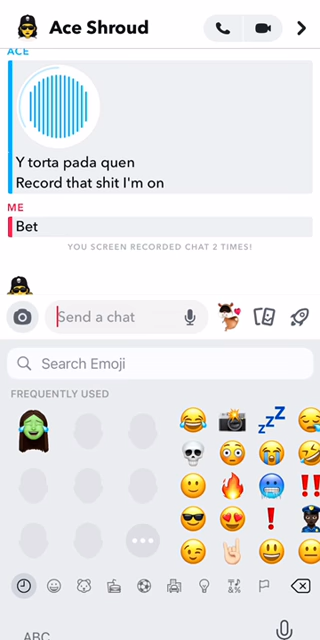 Ace Shroud
ACE
Y torta pada quen
Record that shit I'm on
ME
Bet
YOU SCREEN RECORDED CHAT 2 TIMES!
Send a chat
Search Emoji
FREQUENTLY USED
ABC